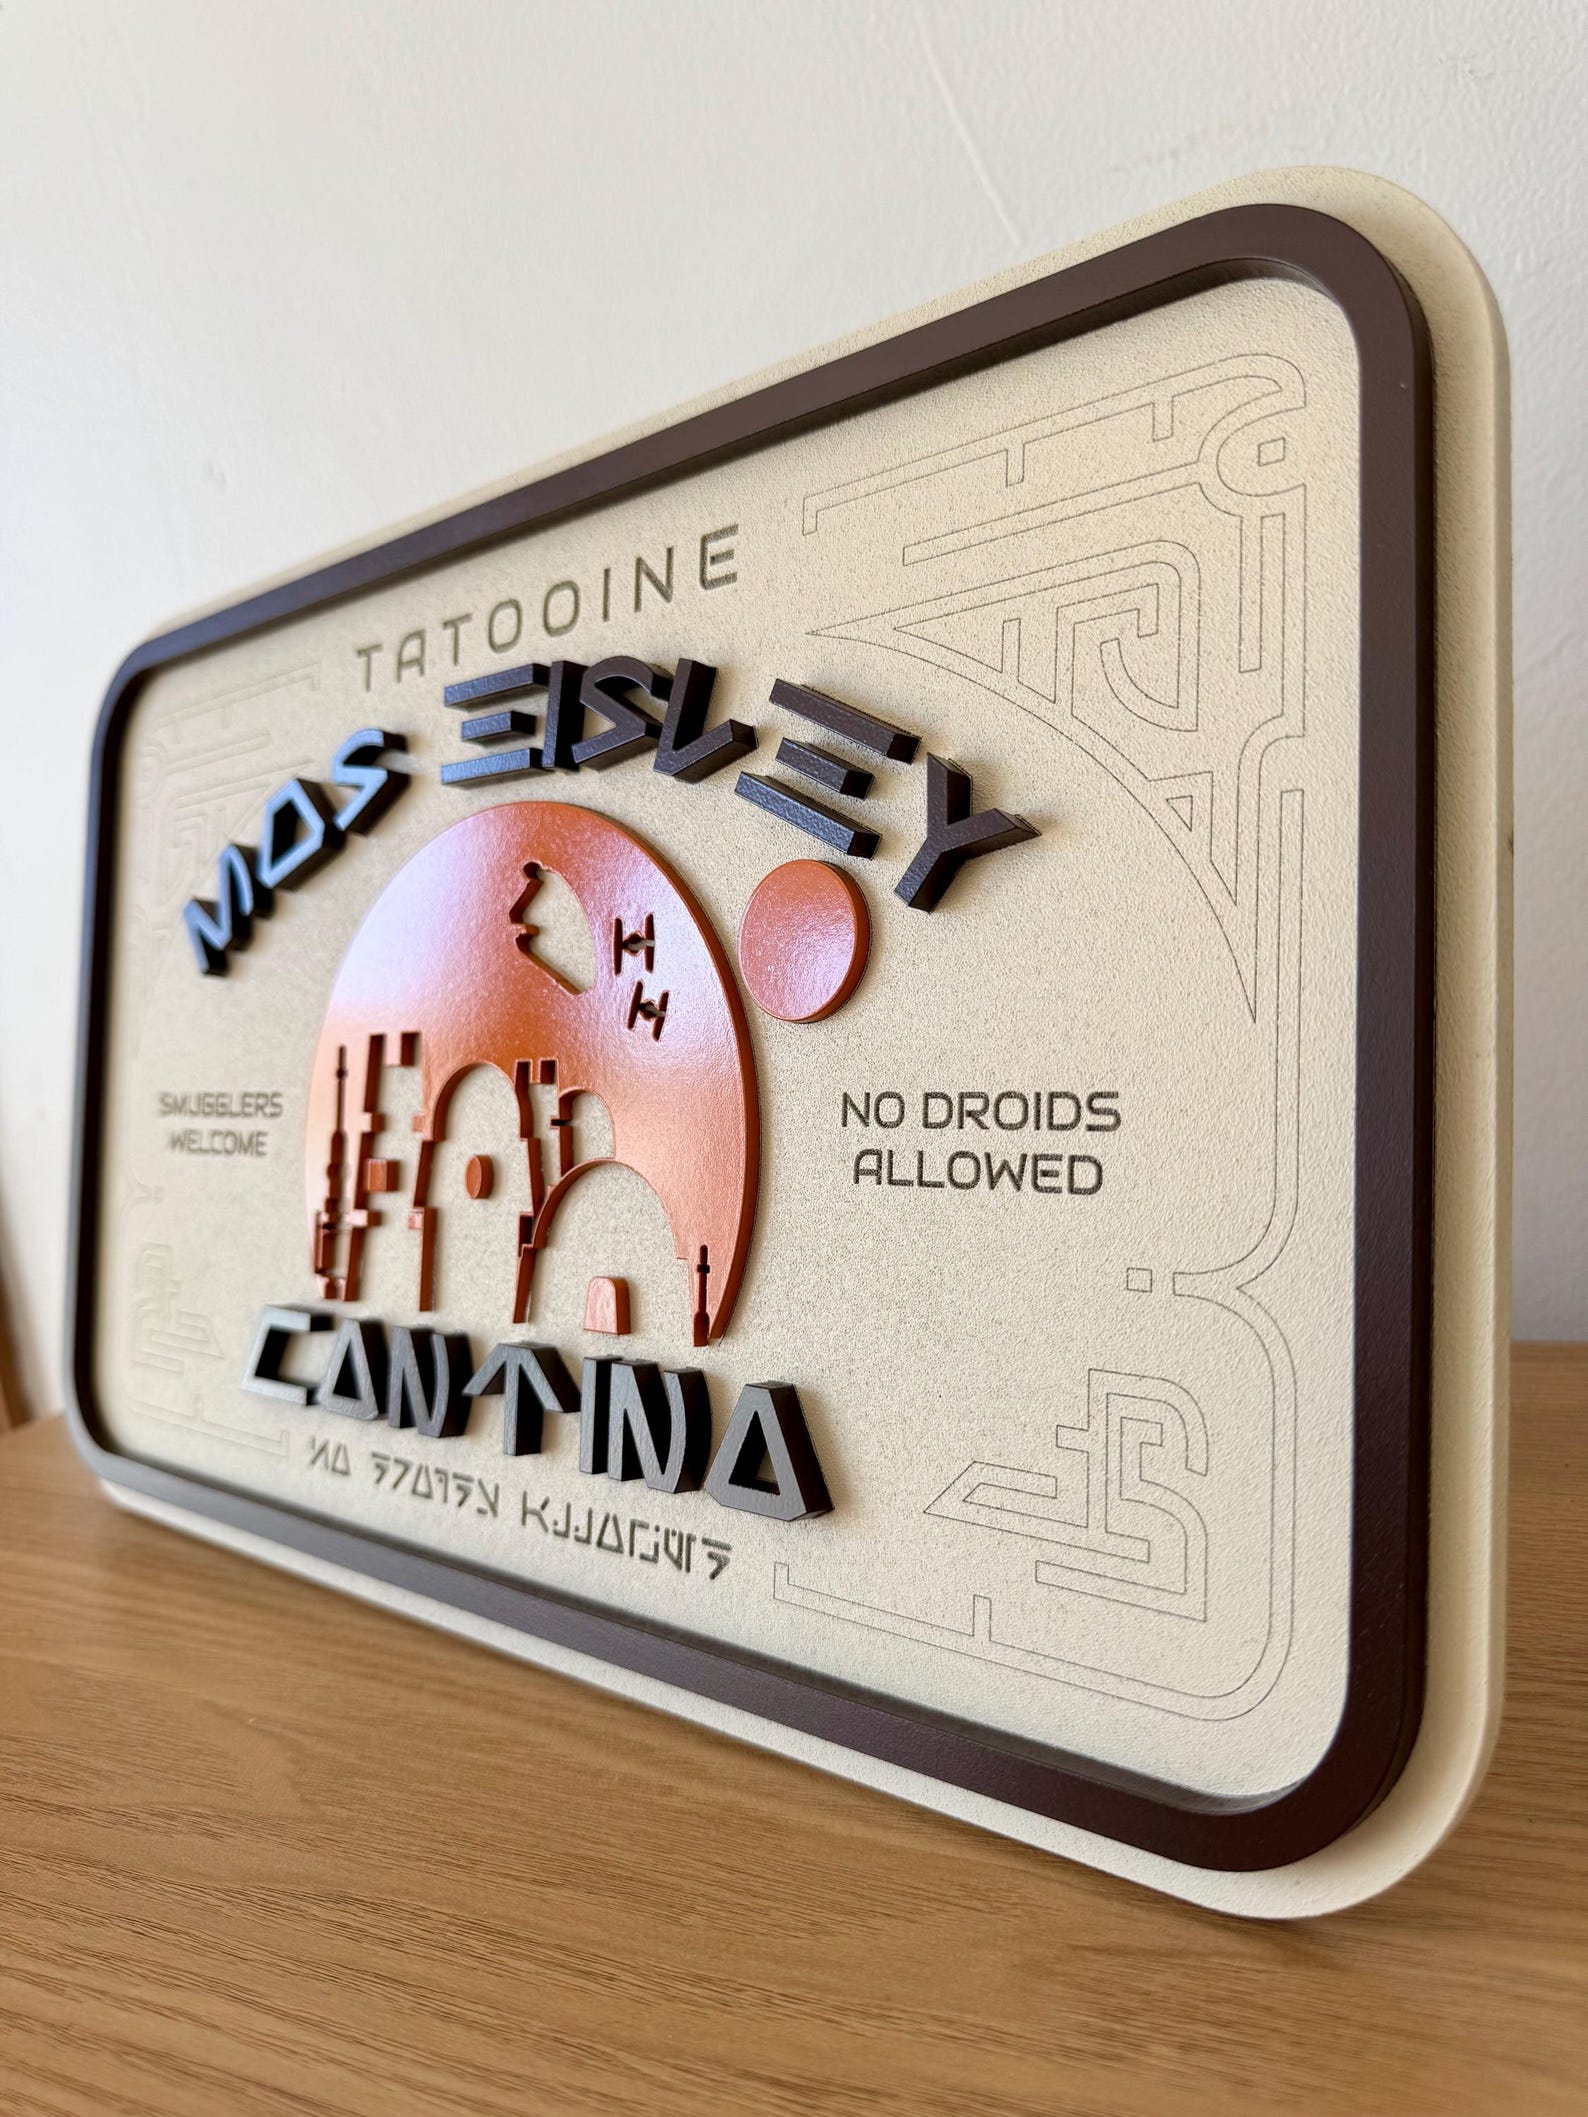 TATOOINE
MOS EISLEY
SMUGGLERS
WELCOME
NO DROIDS
ALLOWED
CANTINA